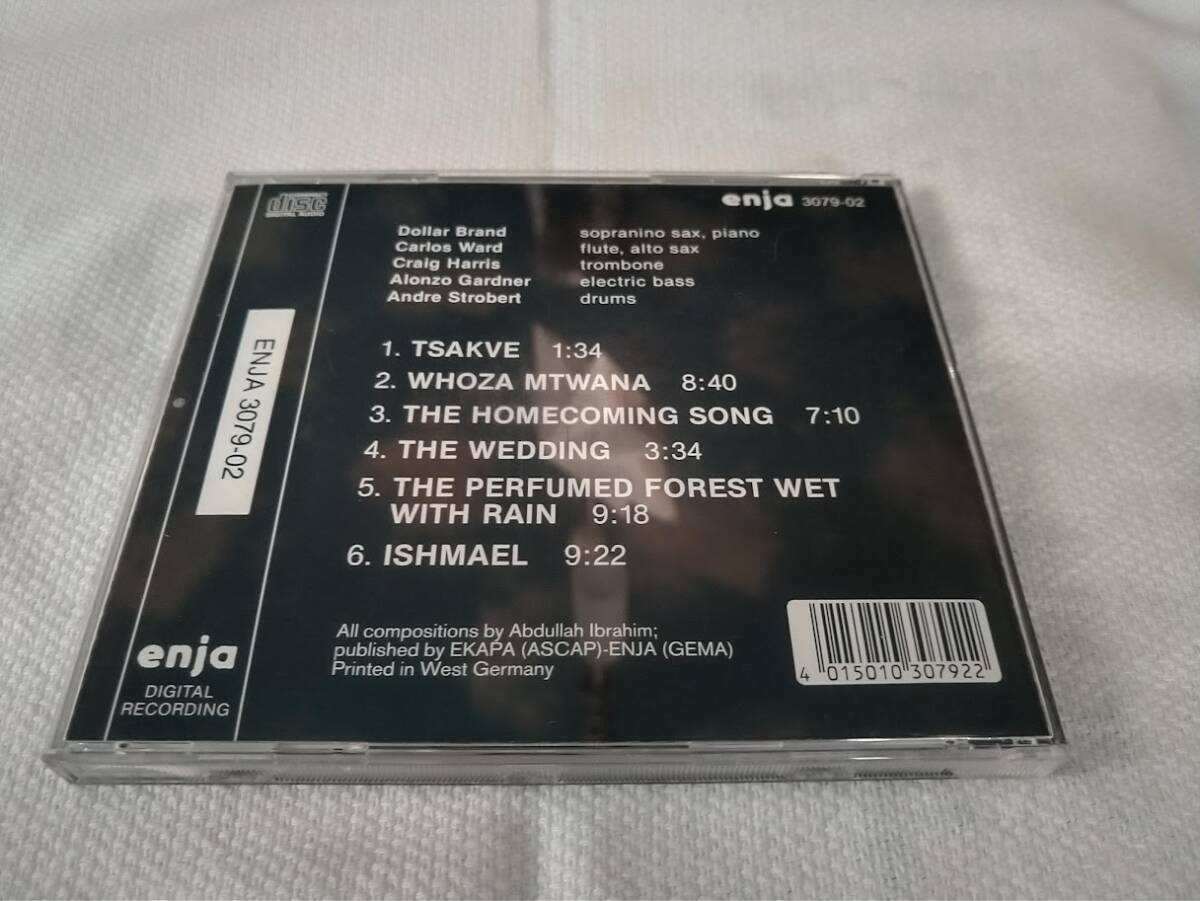 COMPACT
disc
DIGITAL AUDIO
enja 3079-02
Dollar Brand sopranino sax, piano
Carlos Ward flute, alto sax
Craig Harris trombone
Alonzo Gardner electric bass
Andre Strobert drums
1. TSAKVE 1:34
2. WHOZA MTWANA 8:40
3. THE HOMECOMING SONG 7:10
4. THE WEDDING 3:34
5. THE PERFUMED FOREST WET
WITH RAIN 9:18
6. ISHMAEL 9:22
ENJA 3079-02
All compositions by Abdullah Ibrahim;
published by EKAPA (ASCAP)-ENJA (GEMA)
Printed in West Germany
enja
DIGITAL
RECORDING
4 015010 307922